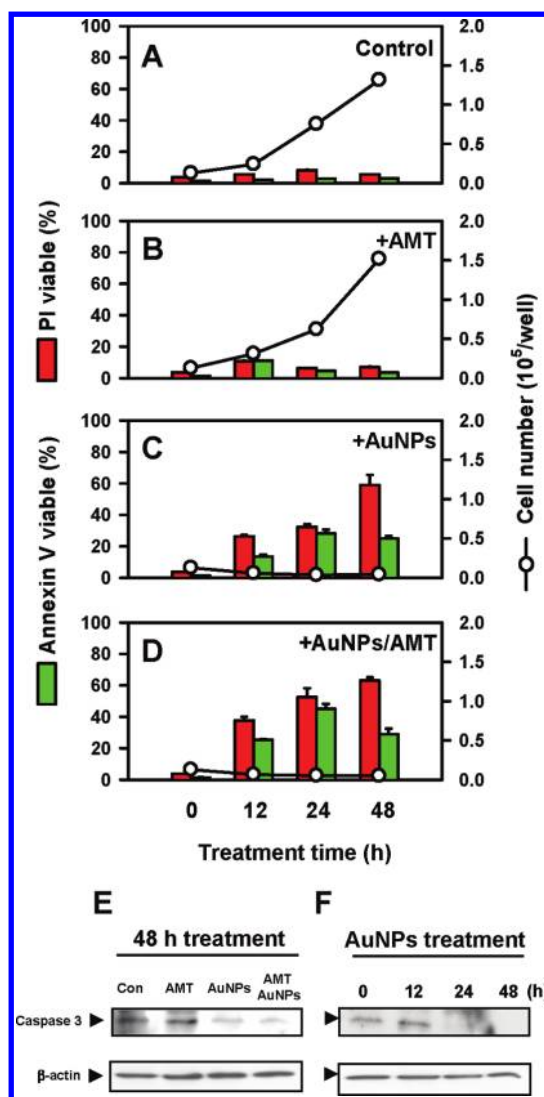 A
Control
100
80
60
40
20
0
2.0
1.5
1.0
0.5
0.0
B
+AMT
100
80
60
40
20
0
2.0
1.5
1.0
0.5
0.0
C
+AuNPs
100
80
60
40
20
0
2.0
1.5
1.0
0.5
0.0
D
+AuNPs/AMT
100
80
60
40
20
0
2.0
1.5
1.0
0.5
0.0
PI viable (%)
Annexin V viable (%)
Cell number (10⁵/well)
0 12 24 48
Treatment time (h)
E
48 h treatment
Con AMT AuNPs AMT AuNPs
Caspase 3
β-actin
F
AuNPs treatment
0 12 24 48 (h)